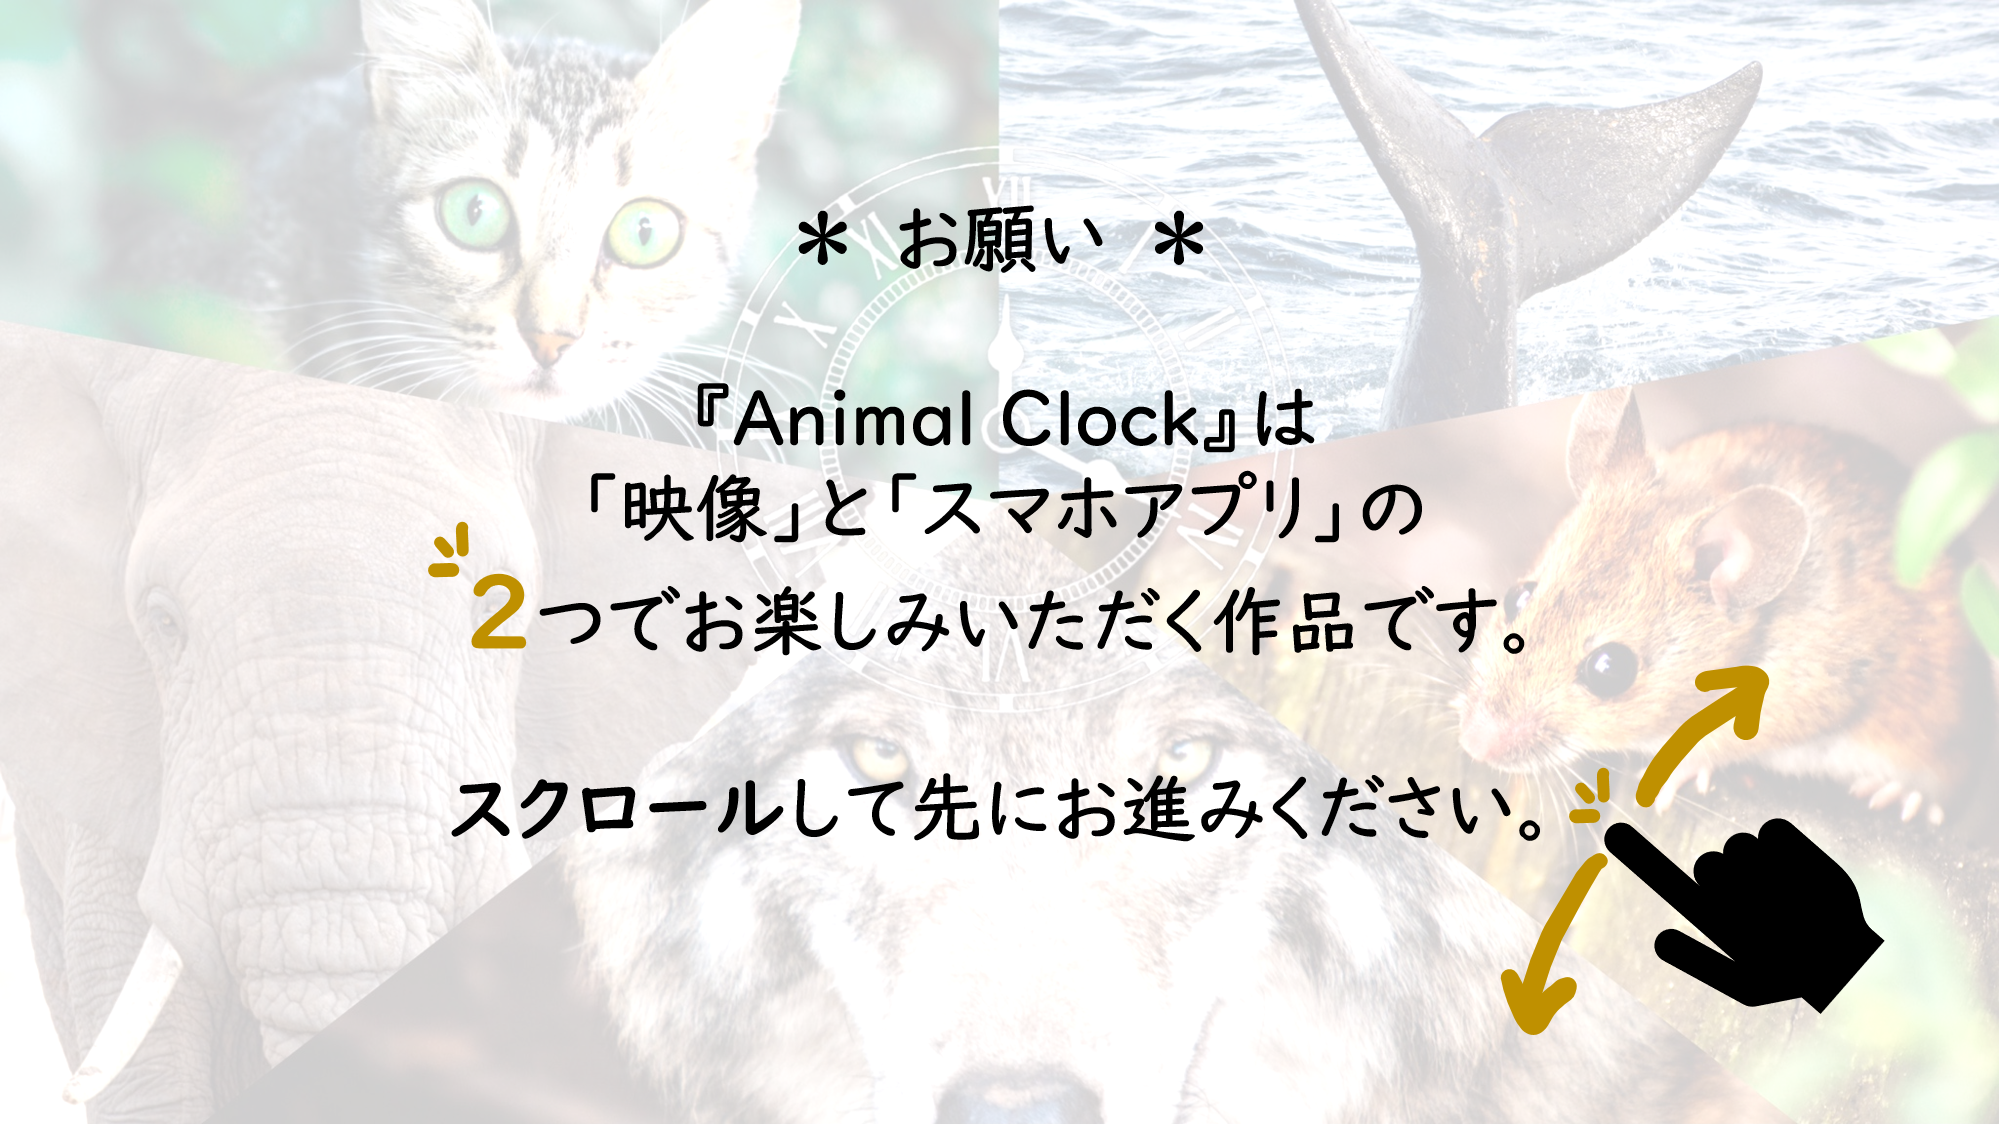 ＊ お願い ＊
『Animal Clock』は
「映像」と「スマホアプリ」の
2つでお楽しみいただく作品です。
スクロールして先にお進みください。